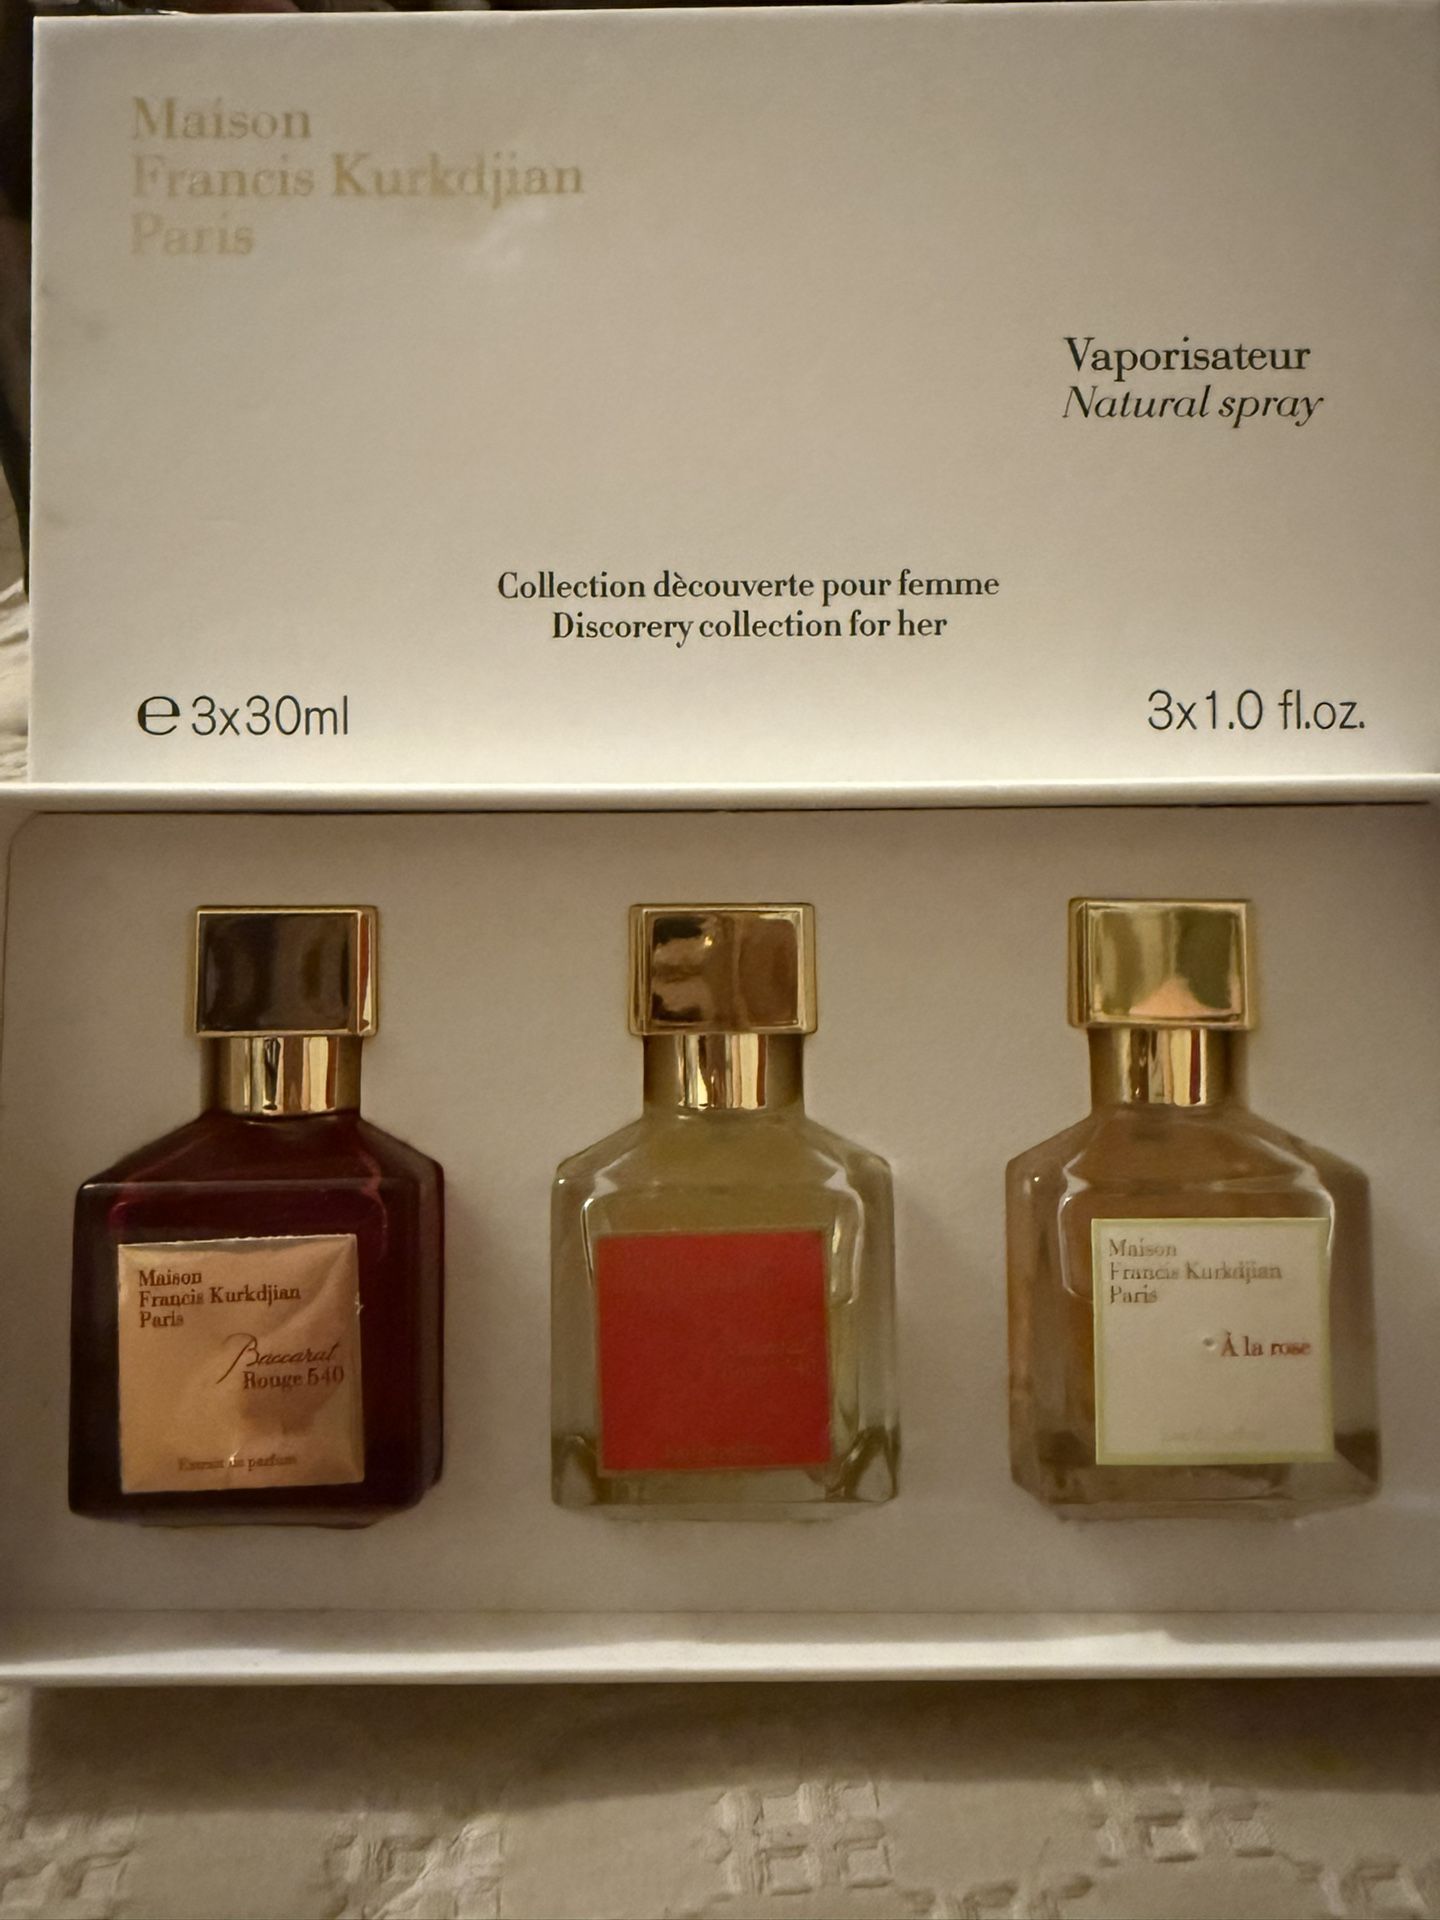 Maison
Francis Kurkdjian
Paris
Vaporisateur
Natural spray
Collection dècouverte pour femme
Discorery collection for her
℮ 3x30ml
3x1.0 fl.oz.
Maison
Francis Kurkdjian
Paris
Baccarat
Rouge 540
Extrait de parfum
Maison
Francis Kurkdjian
Paris
À la rose